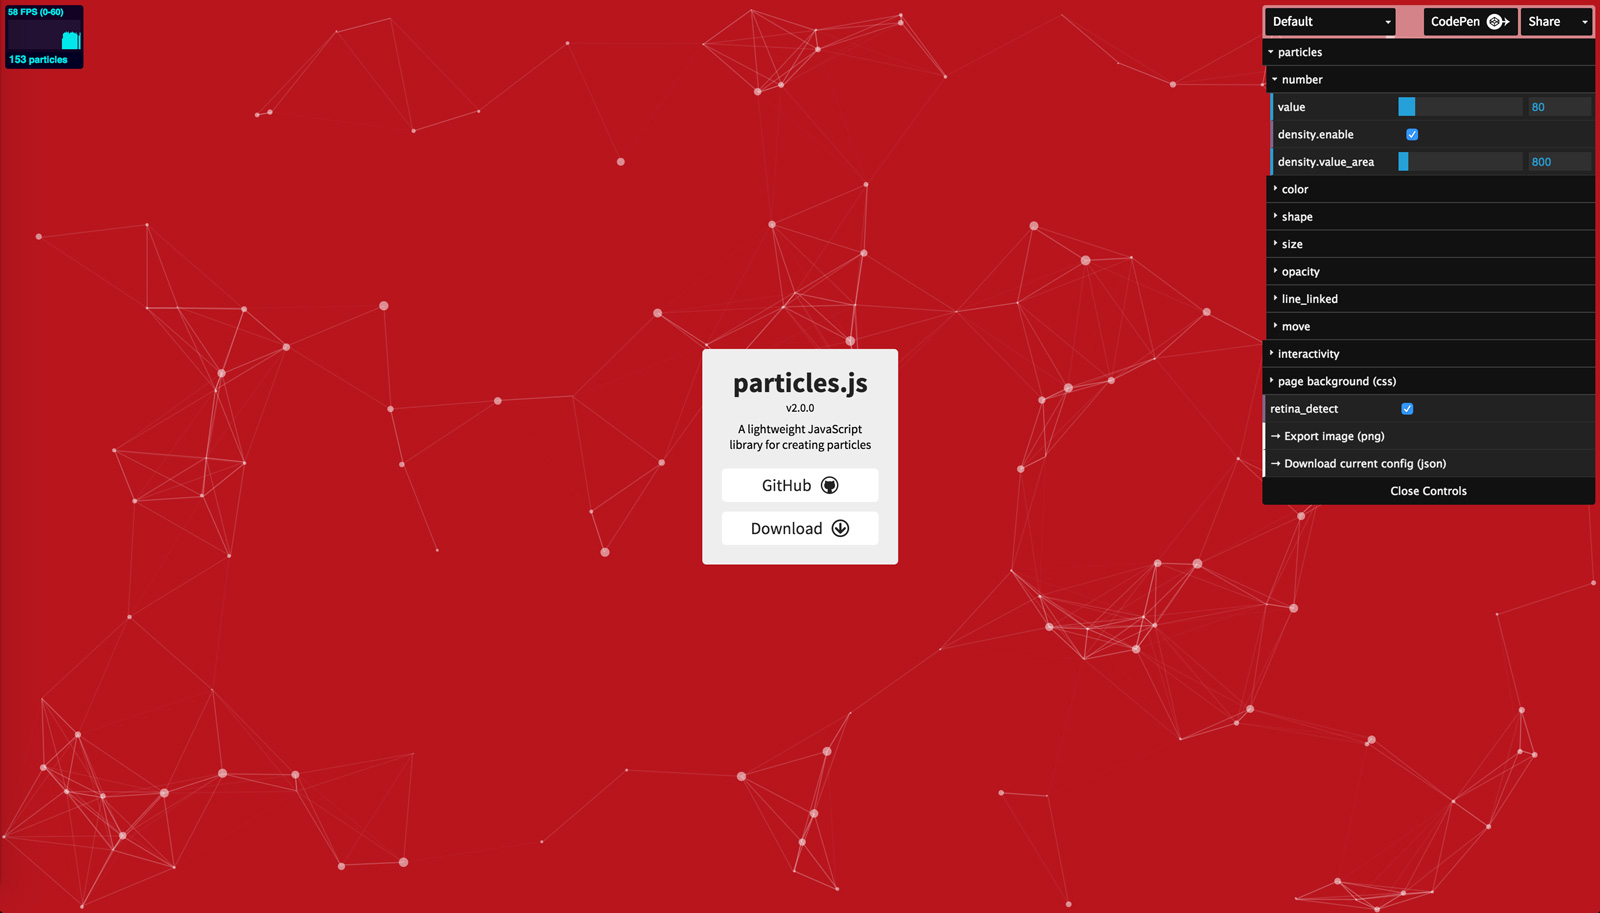 58 FPS (0-60)
153 particles
Default
CodePen
Share
particles
number
value
80
density.enable
density.value_area
800
color
shape
size
opacity
line_linked
move
interactivity
page background (css)
retina_detect
→ Export image (png)
→ Download current config (json)
Close Controls
particles.js
v2.0.0
A lightweight JavaScript
library for creating particles
GitHub
Download